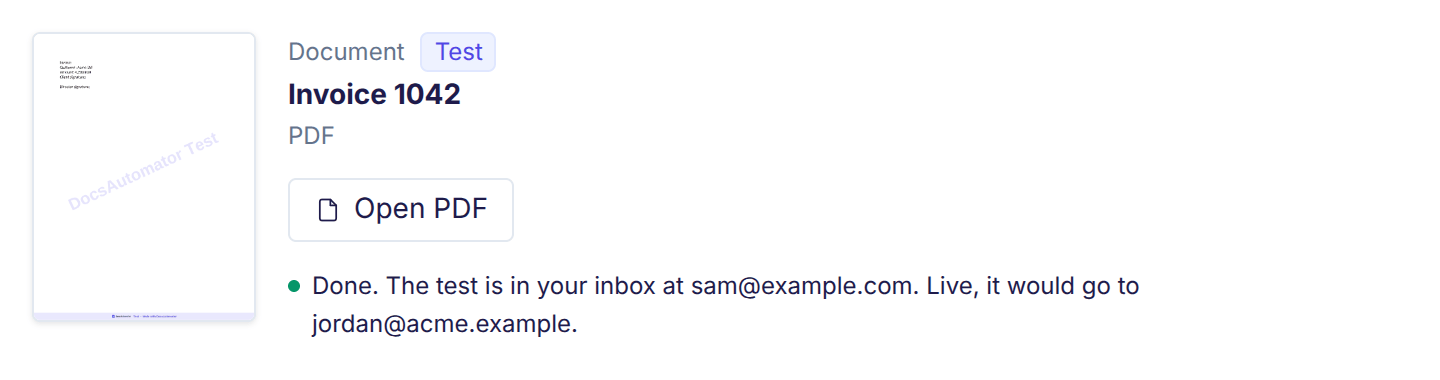 Document Test
Invoice 1042
PDF
DocsAutomator Test
Open PDF
Done. The test is in your inbox at sam@example.com. Live, it would go to
jordan@acme.example.